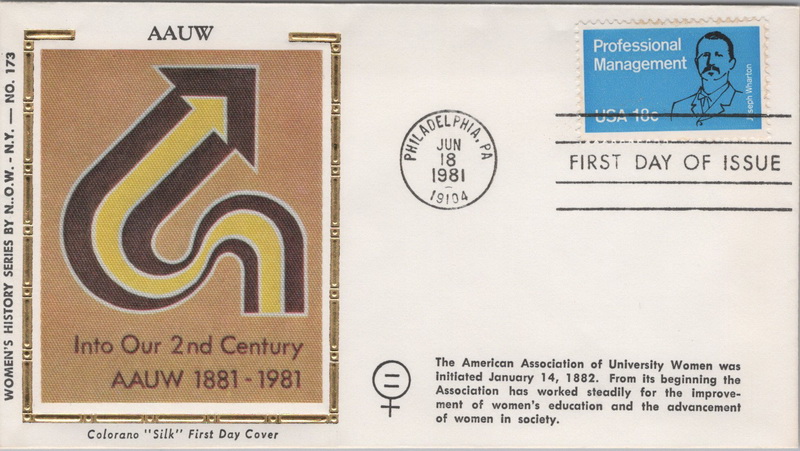 AAUW
WOMEN'S HISTORY SERIES BY N.O.W. - N.Y. — NO. 173
Into Our 2nd Century
AAUW 1881 - 1981
Colorano "Silk" First Day Cover
PHILADELPHIA, PA
JUN
18
1981
19104
Professional
Management
Joseph Wharton
USA 18c
FIRST DAY OF ISSUE
The American Association of University Women was
initiated January 14, 1882. From its beginning the
Association has worked steadily for the improve-
ment of women's education and the advancement
of women in society.